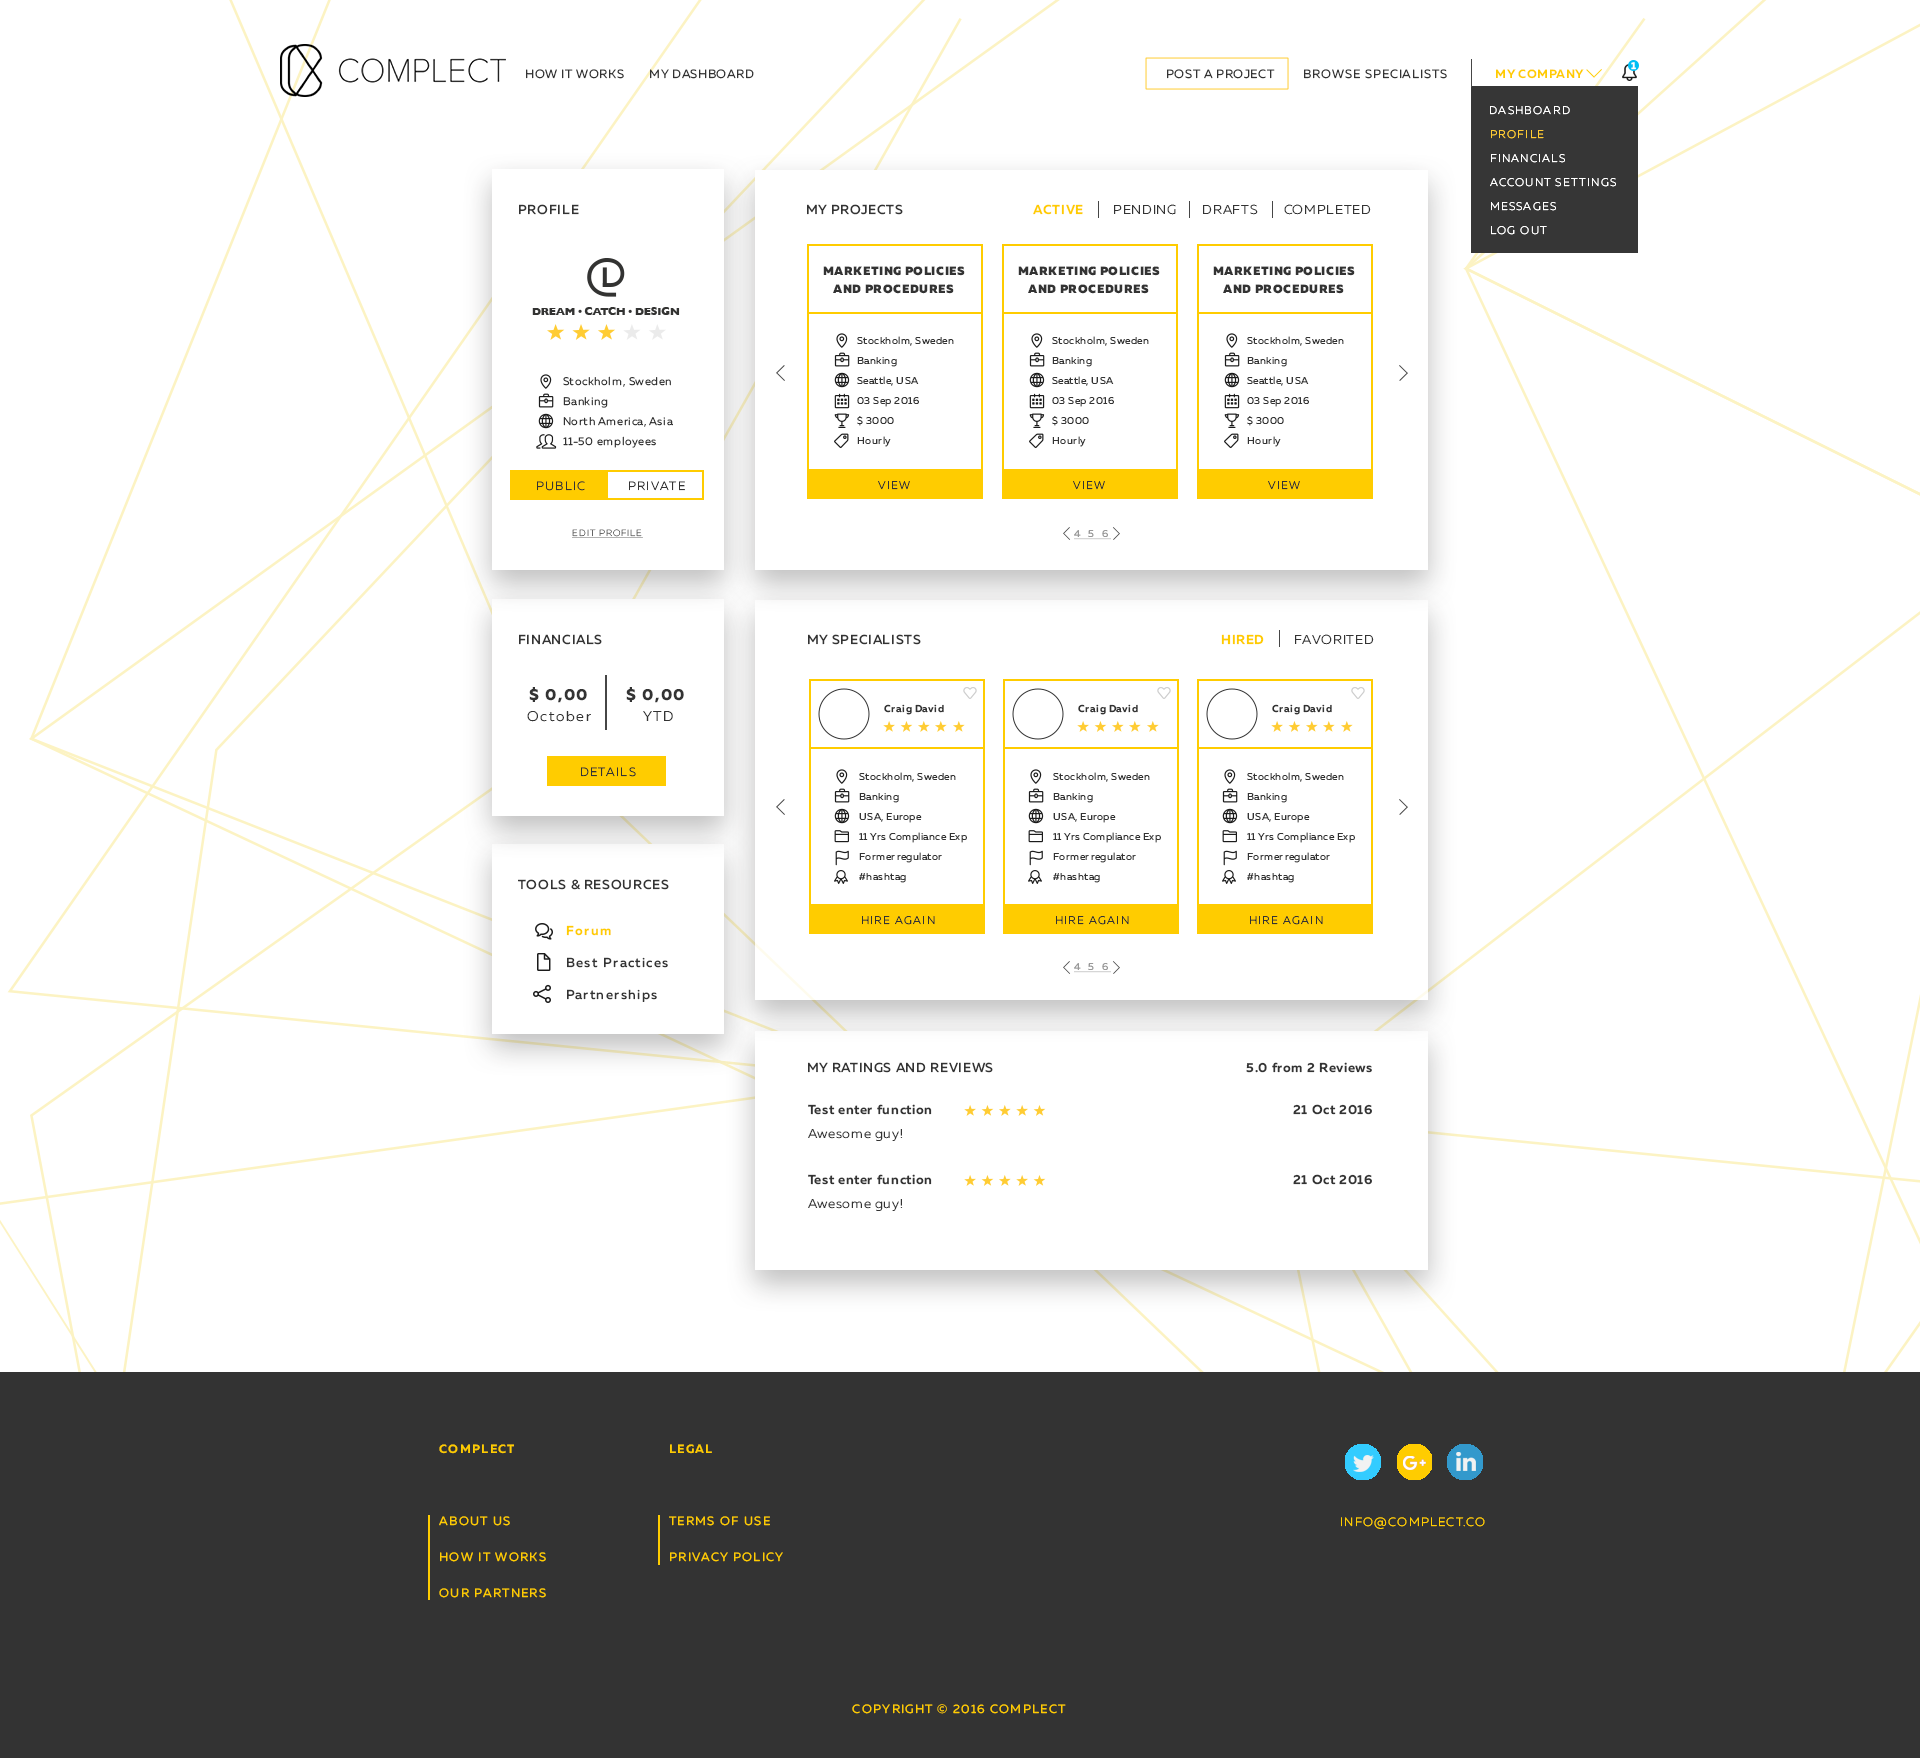 COMPLECT
HOW IT WORKS
MY DASHBOARD
POST A PROJECT
BROWSE SPECIALISTS
MY COMPANY
1
DASHBOARD
PROFILE
FINANCIALS
ACCOUNT SETTINGS
MESSAGES
LOG OUT
PROFILE
DREAM • CATCH • DESIGN
Stockholm, Sweden
Banking
North America, Asia
11-50 employees
PUBLIC
PRIVATE
EDIT PROFILE
MY PROJECTS
ACTIVE
PENDING
DRAFTS
COMPLETED
MARKETING POLICIES
AND PROCEDURES
Stockholm, Sweden
Banking
Seattle, USA
03 Sep 2016
$ 3000
Hourly
VIEW
MARKETING POLICIES
AND PROCEDURES
Stockholm, Sweden
Banking
Seattle, USA
03 Sep 2016
$ 3000
Hourly
VIEW
MARKETING POLICIES
AND PROCEDURES
Stockholm, Sweden
Banking
Seattle, USA
03 Sep 2016
$ 3000
Hourly
VIEW
4 5 6
FINANCIALS
$ 0,00
October
$ 0,00
YTD
DETAILS
TOOLS & RESOURCES
Forum
Best Practices
Partnerships
MY SPECIALISTS
HIRED
FAVORITED
Craig David
Stockholm, Sweden
Banking
USA, Europe
11 Yrs Compliance Exp
Former regulator
#hashtag
HIRE AGAIN
Craig David
Stockholm, Sweden
Banking
USA, Europe
11 Yrs Compliance Exp
Former regulator
#hashtag
HIRE AGAIN
Craig David
Stockholm, Sweden
Banking
USA, Europe
11 Yrs Compliance Exp
Former regulator
#hashtag
HIRE AGAIN
4 5 6
MY RATINGS AND REVIEWS
5.0 from 2 Reviews
Test enter function
21 Oct 2016
Awesome guy!
Test enter function
21 Oct 2016
Awesome guy!
COMPLECT
ABOUT US
HOW IT WORKS
OUR PARTNERS
LEGAL
TERMS OF USE
PRIVACY POLICY
G+
in
INFO@COMPLECT.CO
COPYRIGHT © 2016 COMPLECT